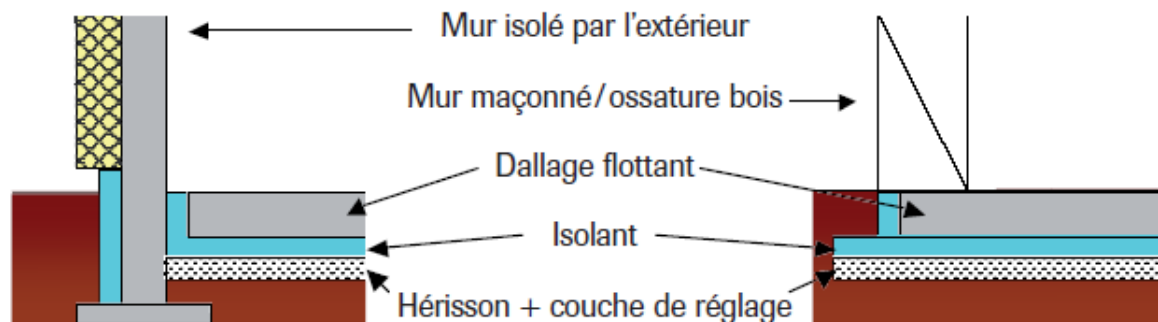 Mur isolé par l'extérieur
Mur maçonné/ossature bois
Dallage flottant
Isolant
Hérisson + couche de réglage